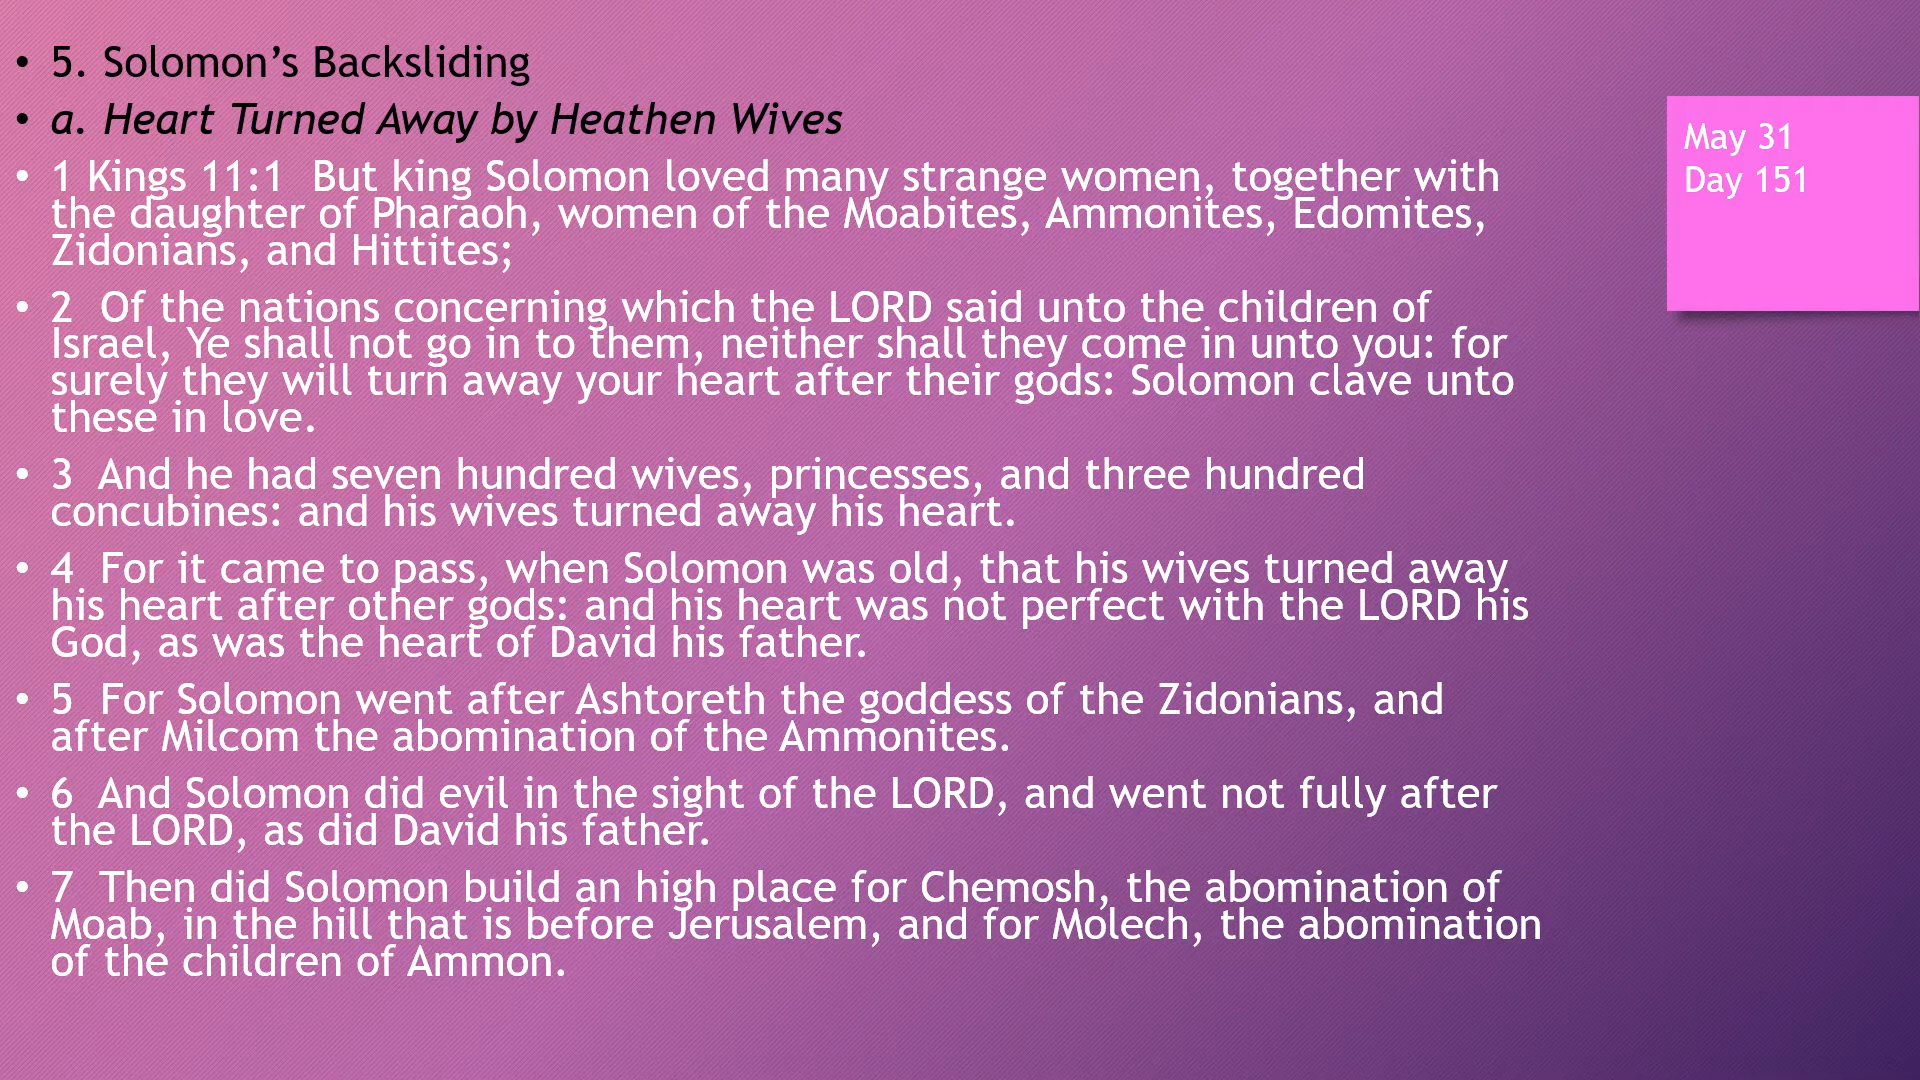 • 5. Solomon’s Backsliding
• a. Heart Turned Away by Heathen Wives
• 1 Kings 11:1  But king Solomon loved many strange women, together with
the daughter of Pharaoh, women of the Moabites, Ammonites, Edomites,
Zidonians, and Hittites;
• 2  Of the nations concerning which the LORD said unto the children of
Israel, Ye shall not go in to them, neither shall they come in unto you: for
surely they will turn away your heart after their gods: Solomon clave unto
these in love.
• 3  And he had seven hundred wives, princesses, and three hundred
concubines: and his wives turned away his heart.
• 4  For it came to pass, when Solomon was old, that his wives turned away
his heart after other gods: and his heart was not perfect with the LORD his
God, as was the heart of David his father.
• 5  For Solomon went after Ashtoreth the goddess of the Zidonians, and
after Milcom the abomination of the Ammonites.
• 6  And Solomon did evil in the sight of the LORD, and went not fully after
the LORD, as did David his father.
• 7  Then did Solomon build an high place for Chemosh, the abomination of
Moab, in the hill that is before Jerusalem, and for Molech, the abomination
of the children of Ammon.
May 31
Day 151